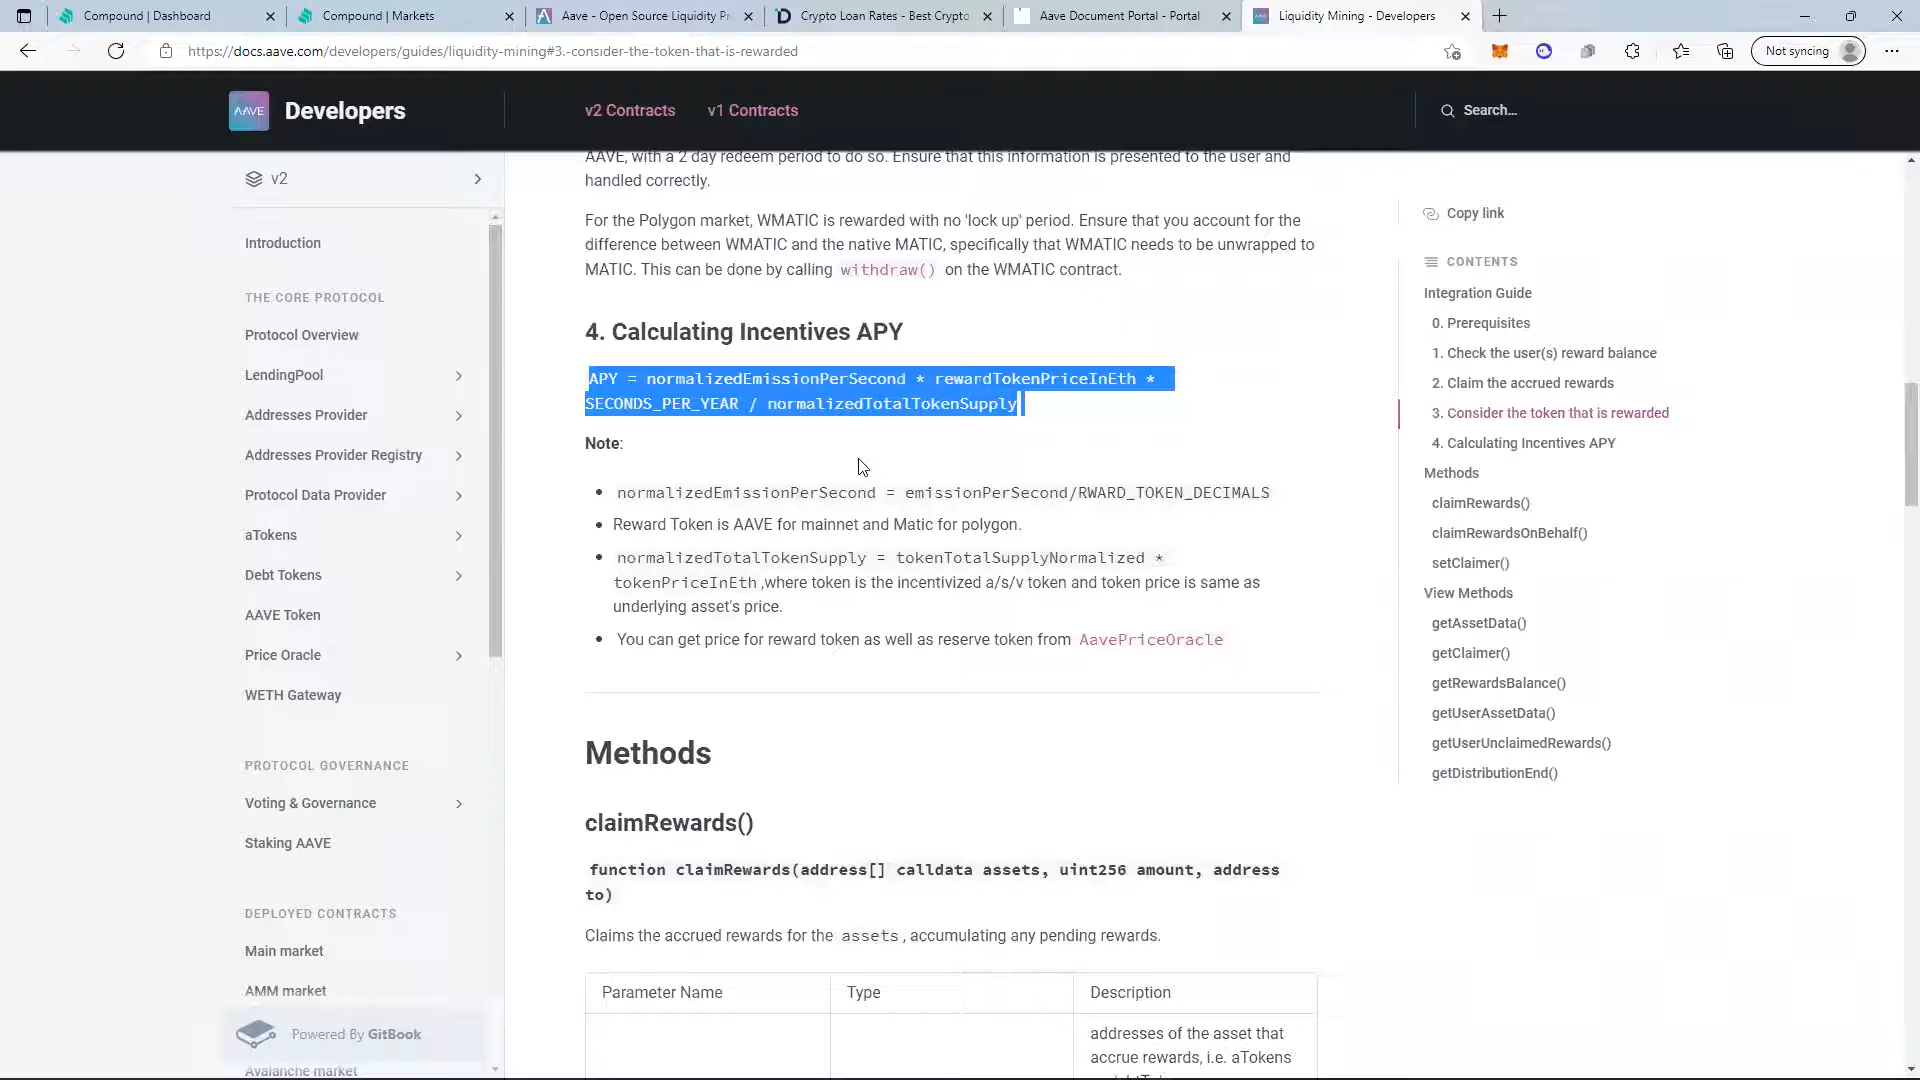 Compound | Dashboard
Compound | Markets
Aave - Open Source Liquidity Pr
Crypto Loan Rates - Best Crypto
Aave Document Portal - Portal
Liquidity Mining - Developers
https://docs.aave.com/developers/guides/liquidity-mining#3.-consider-the-token-that-is-rewarded
Not syncing
AAVE
Developers
v2 Contracts
v1 Contracts
Search...
v2
Introduction
THE CORE PROTOCOL
Protocol Overview
LendingPool
Addresses Provider
Addresses Provider Registry
Protocol Data Provider
aTokens
Debt Tokens
AAVE Token
Price Oracle
WETH Gateway
PROTOCOL GOVERNANCE
Voting & Governance
Staking AAVE
DEPLOYED CONTRACTS
Main market
AMM market
Powered By GitBook
Avalanche market
AAVE, with a 2 day redeem period to do so. Ensure that this information is presented to the user and
handled correctly.
For the Polygon market, WMATIC is rewarded with no 'lock up' period. Ensure that you account for the
difference between WMATIC and the native MATIC, specifically that WMATIC needs to be unwrapped to
MATIC. This can be done by calling withdraw() on the WMATIC contract.
4. Calculating Incentives APY
APY = normalizedEmissionPerSecond * rewardTokenPriceInEth *
SECONDS_PER_YEAR / normalizedTotalTokenSupply
Note:
• normalizedEmissionPerSecond = emissionPerSecond/RWARD_TOKEN_DECIMALS
• Reward Token is AAVE for mainnet and Matic for polygon.
• normalizedTotalTokenSupply = tokenTotalSupplyNormalized *
tokenPriceInEth ,where token is the incentivized a/s/v token and token price is same as
underlying asset's price.
• You can get price for reward token as well as reserve token from AavePriceOracle
Methods
claimRewards()
function claimRewards(address[] calldata assets, uint256 amount, address
to)
Claims the accrued rewards for the assets, accumulating any pending rewards.
Parameter Name
Type
Description
addresses of the asset that
accrue rewards, i.e. aTokens
Copy link
CONTENTS
Integration Guide
0. Prerequisites
1. Check the user(s) reward balance
2. Claim the accrued rewards
3. Consider the token that is rewarded
4. Calculating Incentives APY
Methods
claimRewards()
claimRewardsOnBehalf()
setClaimer()
View Methods
getAssetData()
getClaimer()
getRewardsBalance()
getUserAssetData()
getUserUnclaimedRewards()
getDistributionEnd()